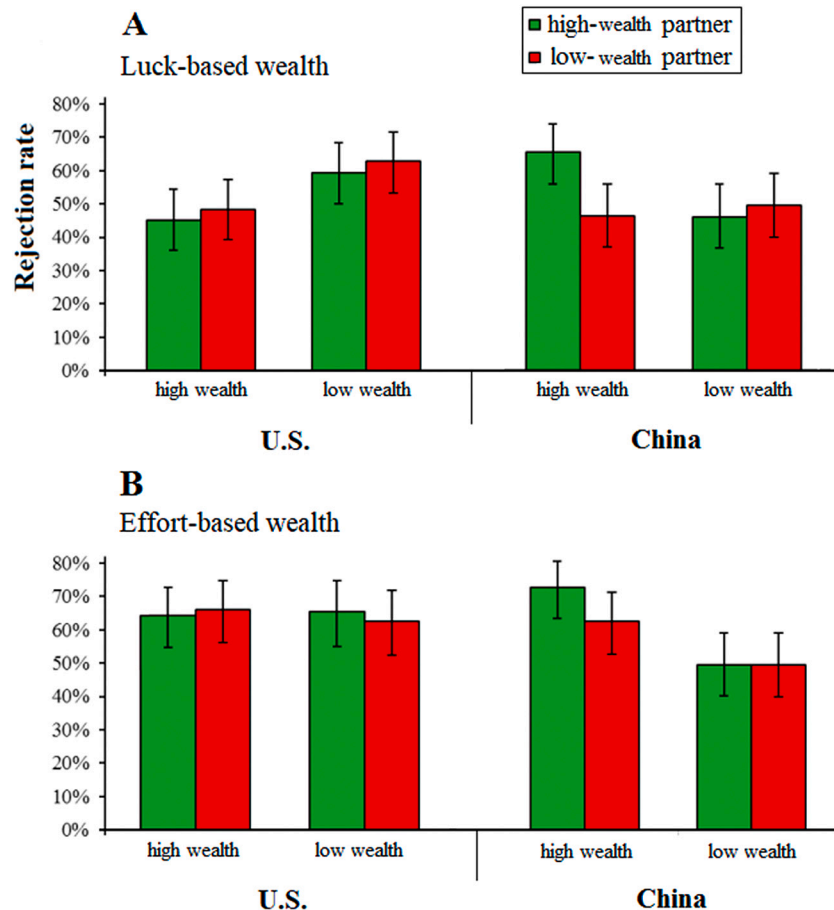 A
Luck-based wealth
high-wealth partner
low- wealth partner
Rejection rate
80%
70%
60%
50%
40%
30%
20%
10%
0%
high wealth
low wealth
high wealth
low wealth
U.S.
China
B
Effort-based wealth
80%
70%
60%
50%
40%
30%
20%
10%
0%
high wealth
low wealth
high wealth
low wealth
U.S.
China